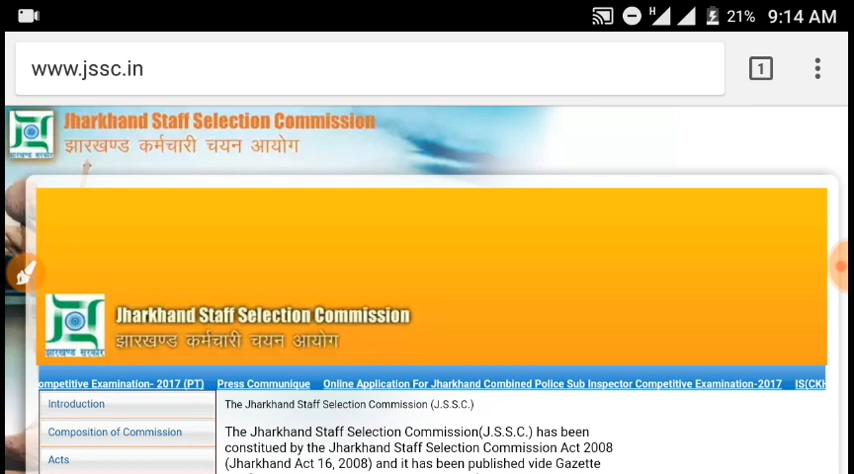 H 21% 9:14 AM
www.jssc.in
1
Jharkhand Staff Selection Commission
झारखण्ड कर्मचारी चयन आयोग
Jharkhand Staff Selection Commission
झारखण्ड सरकार
झारखण्ड कर्मचारी चयन आयोग
ompetitive Examination- 2017 (PT) Press Communique Online Application For Jharkhand Combined Police Sub Inspector Competitive Examination-2017 IS(CKH
Introduction
The Jharkhand Staff Selection Commission (J.S.S.C.)
Composition of Commission
The Jharkhand Staff Selection Commission(J.S.S.C.) has been
constitued by the Jharkhand Staff Selection Commission Act 2008
Acts
(Jharkhand Act 16, 2008) and it has been published vide Gazette